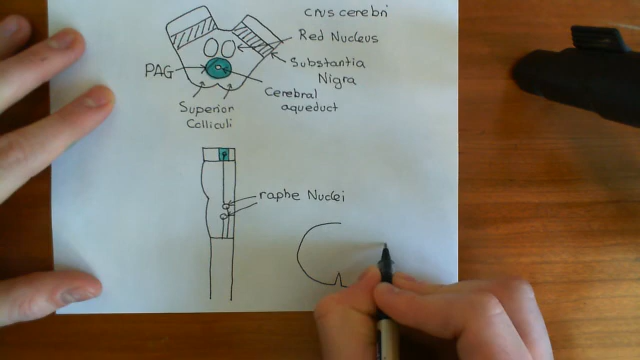 crus cerebri
Red Nucleus
Substantia
Nigra
PAG
Cerebral
aqueduct
Superior
Colliculi
raphe Nuclei